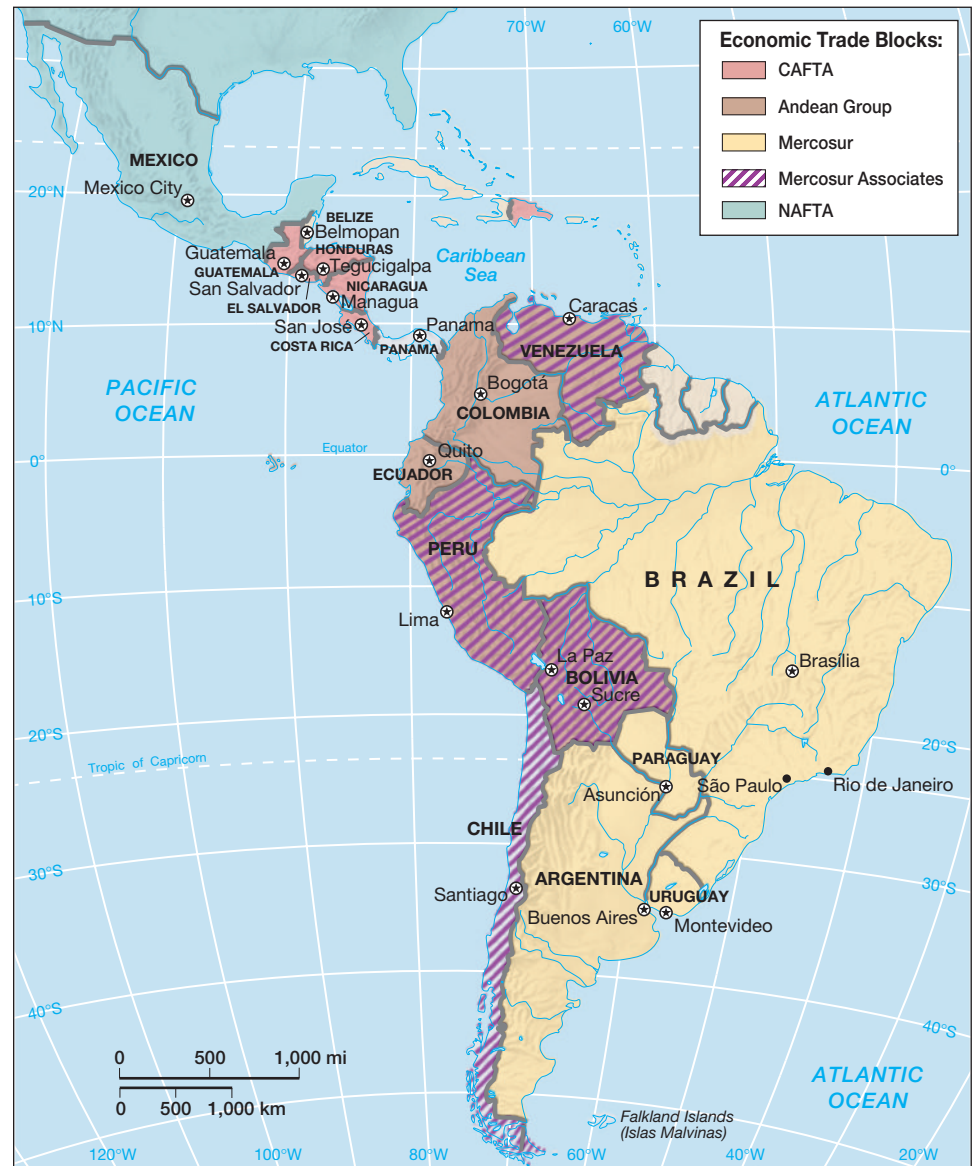 Economic Trade Blocks:
CAFTA
Andean Group
Mercosur
Mercosur Associates
NAFTA
70°W
60°W
MEXICO
Mexico City
20°N
BELIZE
Belmopan
HONDURAS
Guatemala
Tegucigalpa
GUATEMALA
NICARAGUA
San Salvador
EL SALVADOR
Managua
San José
COSTA RICA
Panama
PANAMA
Caribbean
Sea
10°N
Caracas
VENEZUELA
PACIFIC
OCEAN
Bogotá
COLOMBIA
ATLANTIC
OCEAN
Equator
0°
0°
Quito
ECUADOR
PERU
BRAZIL
10°S
Lima
La Paz
BOLIVIA
Sucre
Brasília
20°S
20°S
Tropic of Capricorn
PARAGUAY
Asunción
São Paulo
Rio de Janeiro
CHILE
30°S
30°S
ARGENTINA
Santiago
URUGUAY
Buenos Aires
Montevideo
40°S
40°S
0 500 1,000 mi
0 500 1,000 km
ATLANTIC
OCEAN
Falkland Islands
(Islas Malvinas)
120°W
100°W
80°W
60°W
40°W
20°W